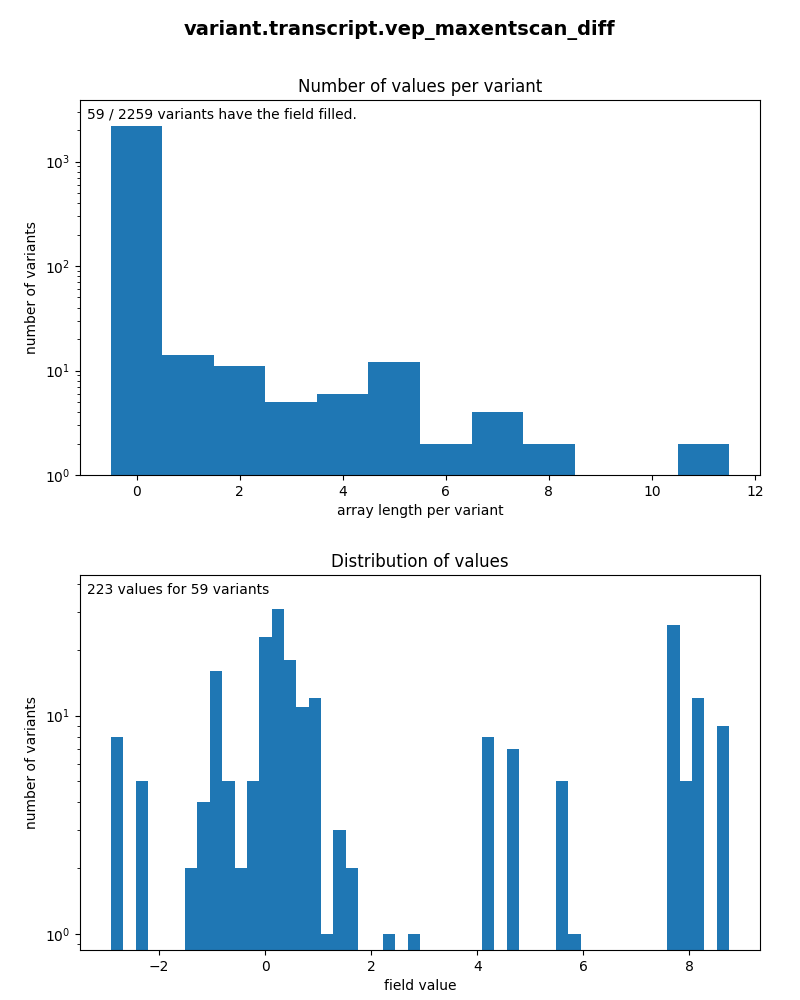 variant.transcript.vep_maxentscan_diff
Number of values per variant
59 / 2259 variants have the field filled.
number of variants
10³
10²
10¹
10⁰
0 2 4 6 8 10 12
array length per variant
Distribution of values
223 values for 59 variants
number of variants
10¹
10⁰
−2 0 2 4 6 8
field value